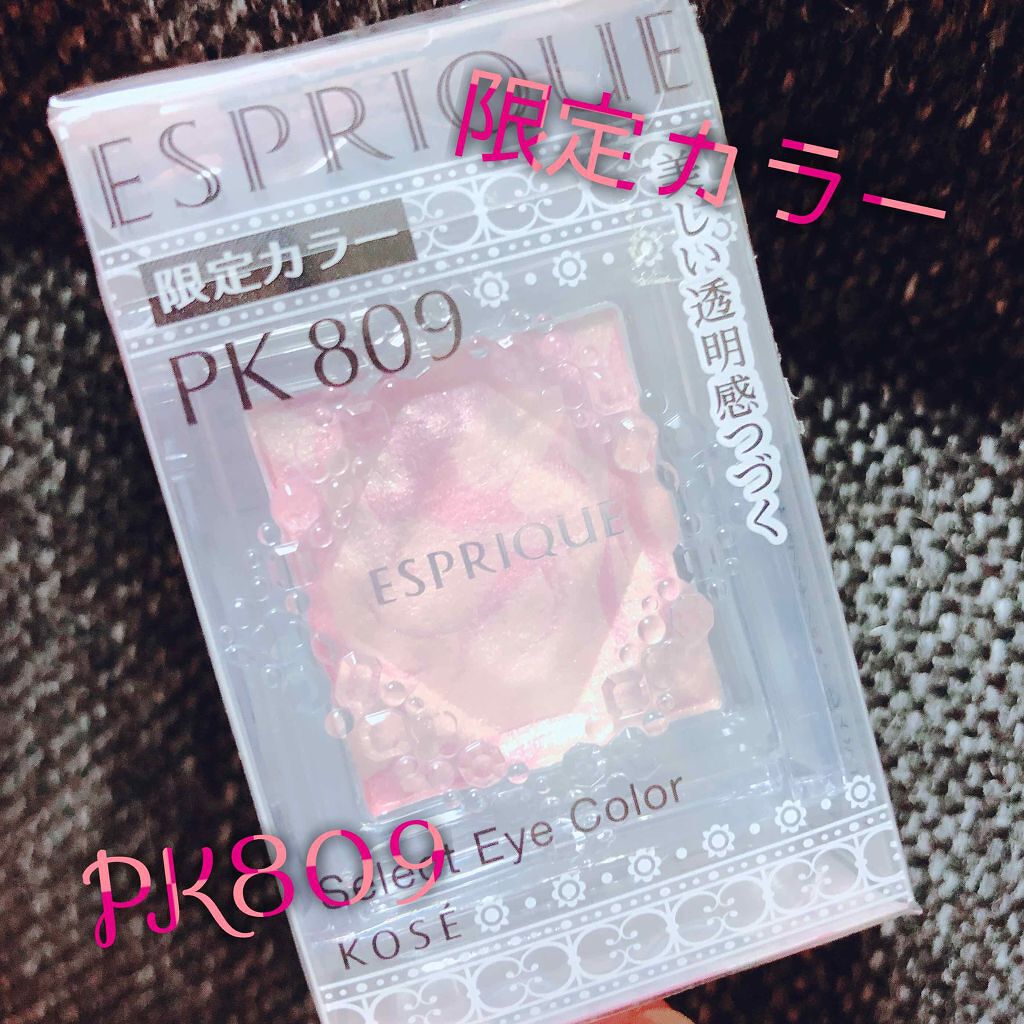 ESPRIQUE
限定カラー
限定カラー
PK 809
美しい透明感つづく
ESPRIQUE
PK809
Select Eye Color
KOSÉ